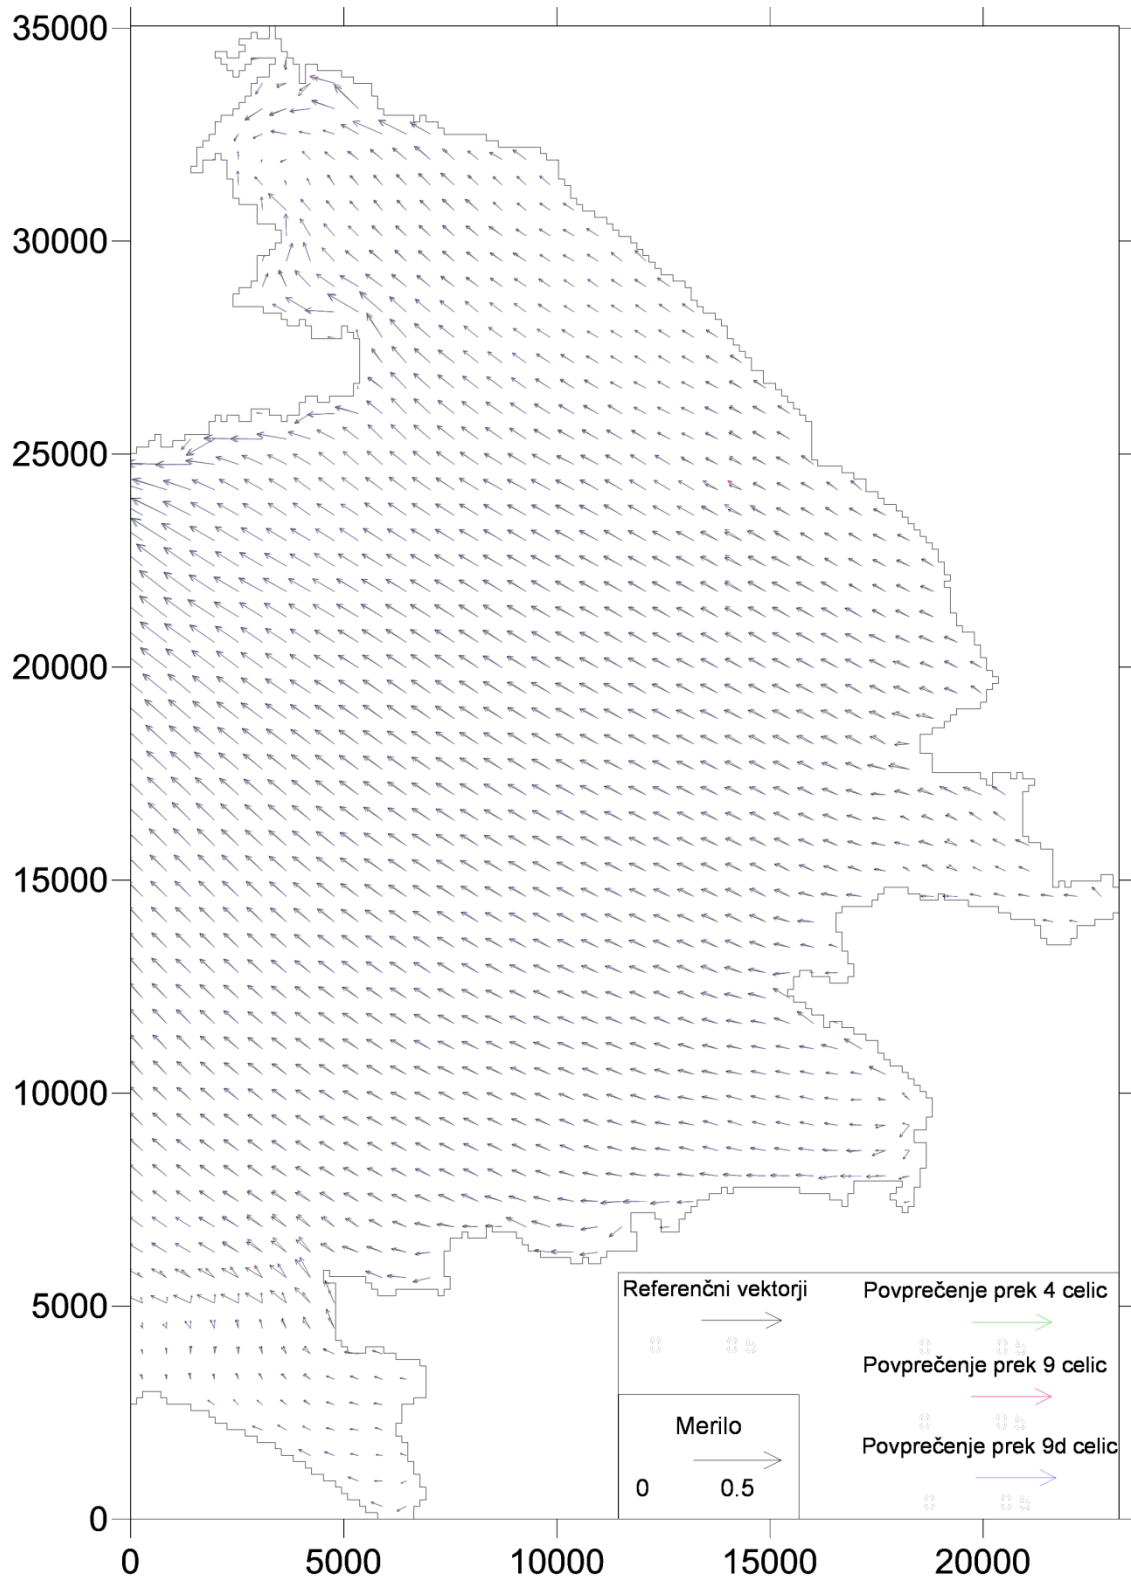 35000
30000
25000
20000
15000
10000
5000
0
Referenčni vektorji
Povprečenje prek 4 celic
Povprečenje prek 9 celic
Merilo
0 0.5
Povprečenje prek 9d celic
0 5000 10000 15000 20000